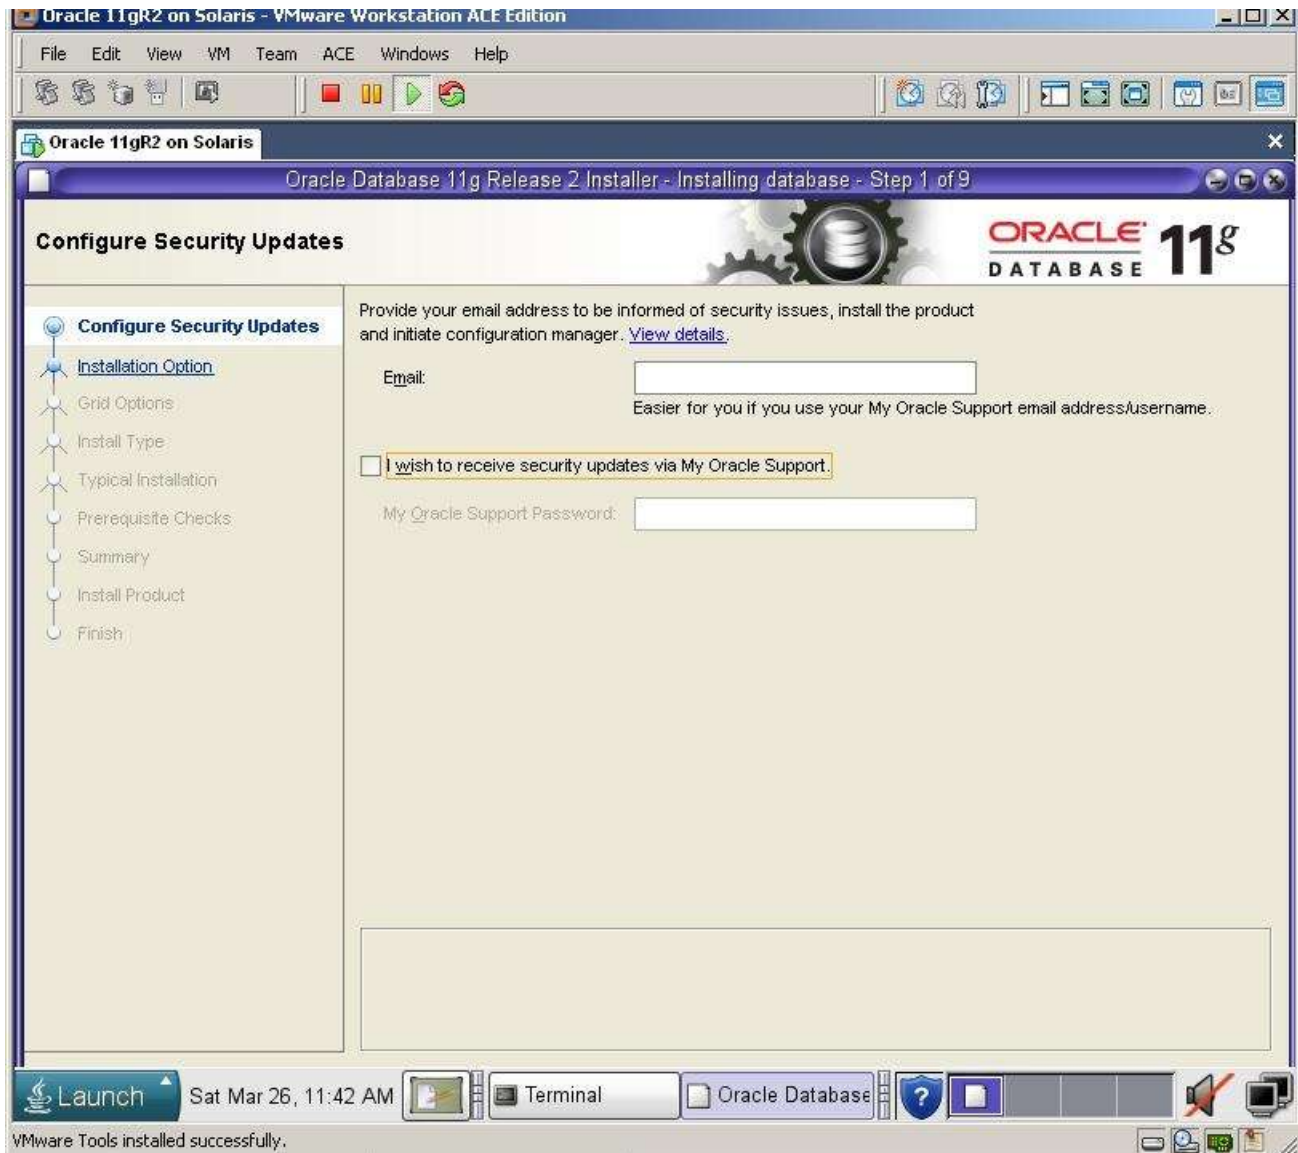 Oracle 11gR2 on Solaris - VMware Workstation ACE Edition
File Edit View VM Team ACE Windows Help
Oracle 11gR2 on Solaris
Oracle Database 11g Release 2 Installer - Installing database - Step 1 of 9
Configure Security Updates
ORACLE
DATABASE
11g
Configure Security Updates
Installation Option
Grid Options
Install Type
Typical Installation
Prerequisite Checks
Summary
Install Product
Finish
Provide your email address to be informed of security issues, install the product
and initiate configuration manager. View details.
Email:
Easier for you if you use your My Oracle Support email address/username.
I wish to receive security updates via My Oracle Support.
My Oracle Support Password:
Launch Sat Mar 26, 11:42 AM Terminal Oracle Database
VMware Tools installed successfully.